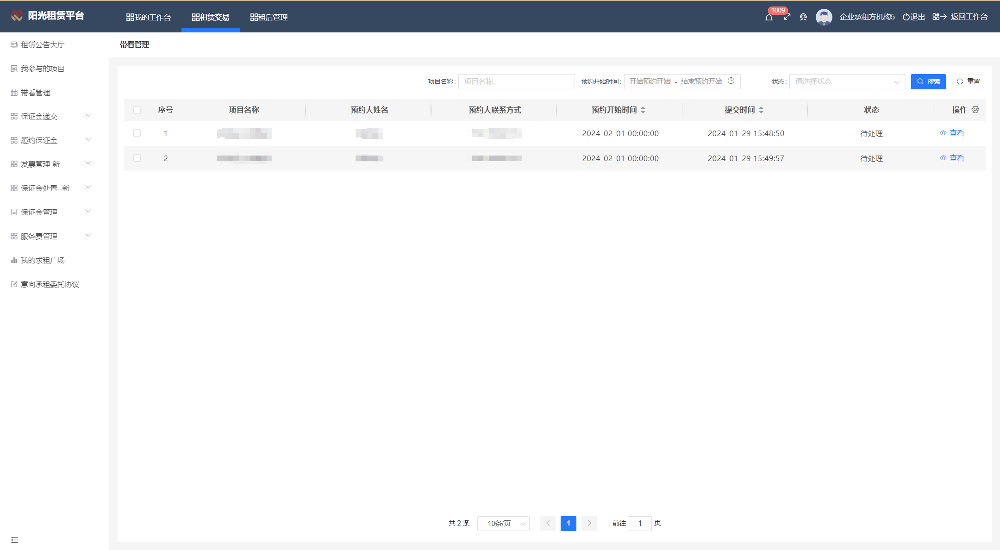 阳光租赁平台
我的工作台
租赁交易
租后管理
1009
企业承租方机构5
退出
返回工作台
租赁公告大厅
我参与的项目
带看管理
保证金递交
履约保证金
发票管理-新
保证金处置--新
保证金管理
服务费管理
我的求租广场
意向承租委托协议
带看管理
项目名称: 项目名称 预约开始时间: 开始预约开始 - 结束预约开始 状态: 请选择状态 搜索 重置
序号 项目名称 预约人姓名 预约人联系方式 预约开始时间 提交时间 状态 操作
1 2024-02-01 00:00:00 2024-01-29 15:48:50 待处理 查看
2 2024-02-01 00:00:00 2024-01-29 15:49:57 待处理 查看
共 2 条 10条/页 1 前往 1 页